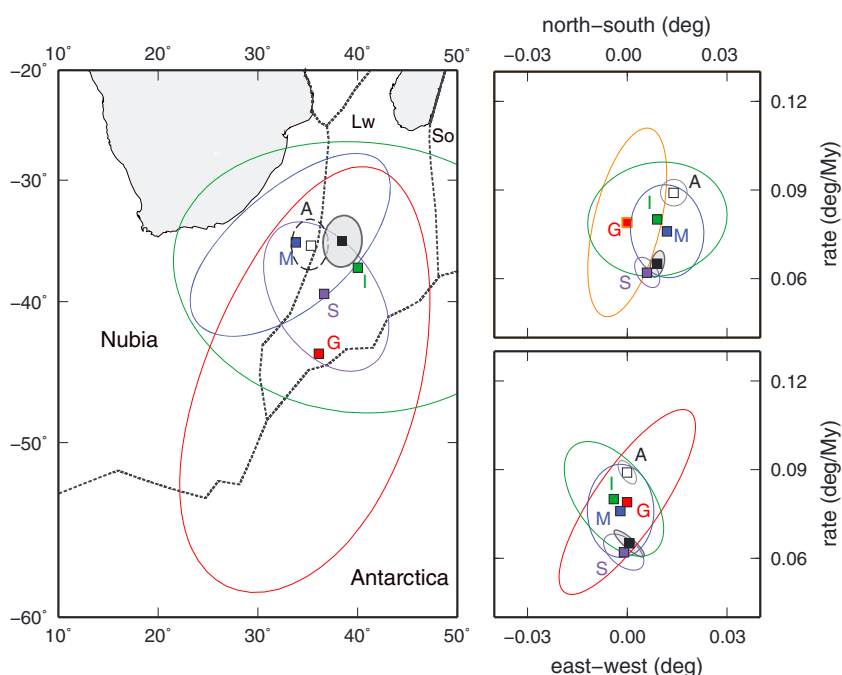 10° 20° 30° 40° 50°
-20° -30° -40° -50° -60°
10° 20° 30° 40° 50°
Lw
So
A
M
I
S
G
Nubia
Antarctica
north-south (deg)
-0.03 0.00 0.03
0.12
0.09
0.06
rate (deg/My)
A
I
G
M
S
0.12
0.09
0.06
rate (deg/My)
A
I
M
G
S
-0.03 0.00 0.03
east-west (deg)